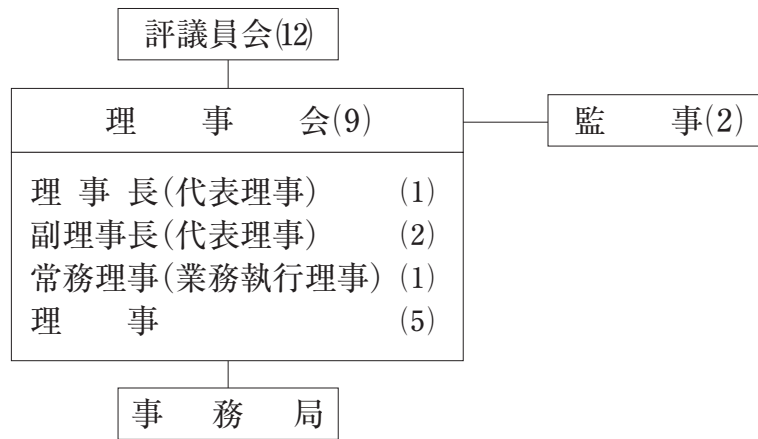 評議員会(12)
理事会(9)
監事(2)
理事長(代表理事) (1)
副理事長(代表理事) (2)
常務理事(業務執行理事) (1)
理事 (5)
事務局